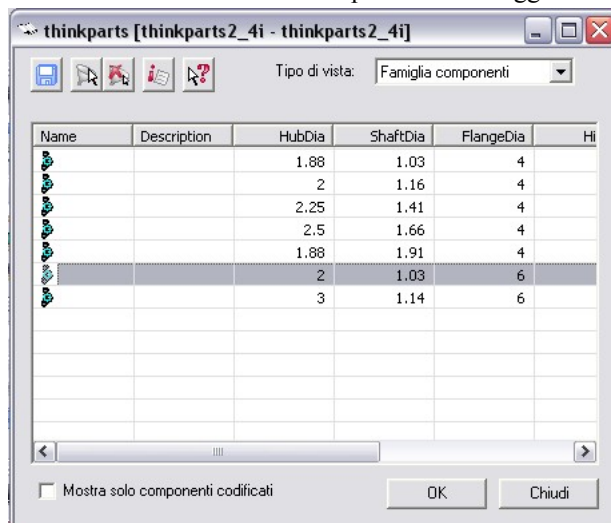 thinkparts [thinkparts2_4i - thinkparts2_4i]
Tipo di vista: Famiglia componenti
Name Description HubDia ShaftDia FlangeDia Hi
1.88 1.03 4
2 1.16 4
2.25 1.41 4
2.5 1.66 4
1.88 1.91 4
2 1.03 6
3 1.14 6
Mostra solo componenti codificati OK Chiudi